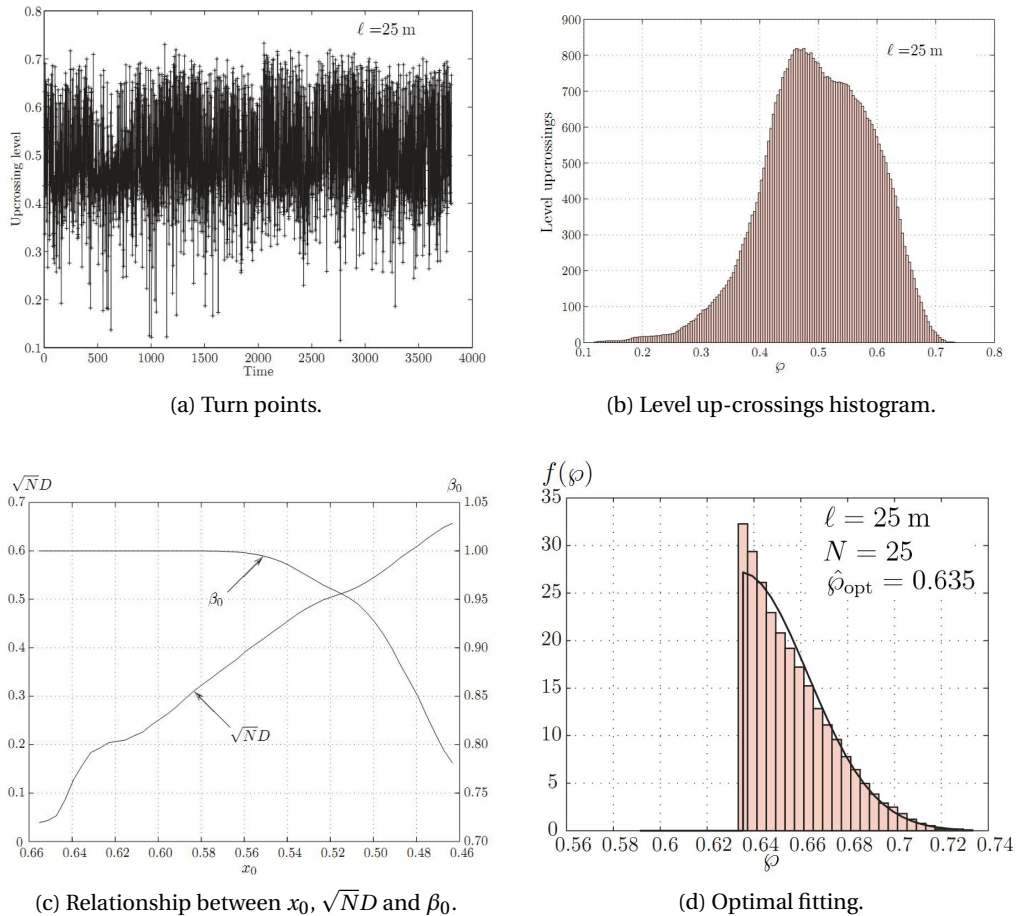 ℓ =25 m
Upcrossing level
0.8
0.7
0.6
0.5
0.4
0.3
0.2
0.1
0 500 1000 1500 2000 2500 3000 3500 4000
Time
(a) Turn points.
ℓ =25 m
Level upcrossings
900
800
700
600
500
400
300
200
100
0
0.1 0.2 0.3 0.4 0.5 0.6 0.7 0.8
℘
(b) Level up-crossings histogram.
√ND
β₀
0.7
0.6
0.5
0.4
0.3
0.2
0.1
0
1.05
1.00
0.95
0.90
0.85
0.80
0.75
0.70
β₀
√ND
0.66 0.64 0.62 0.60 0.58 0.56 0.54 0.52 0.50 0.48 0.46
x₀
(c) Relationship between x₀, √ND and β₀.
f(℘)
35
30
25
20
15
10
5
0
ℓ = 25 m
N = 25
℘̂opt = 0.635
0.56 0.58 0.6 0.62 0.64 0.66 0.68 0.7 0.72 0.74
℘
(d) Optimal fitting.